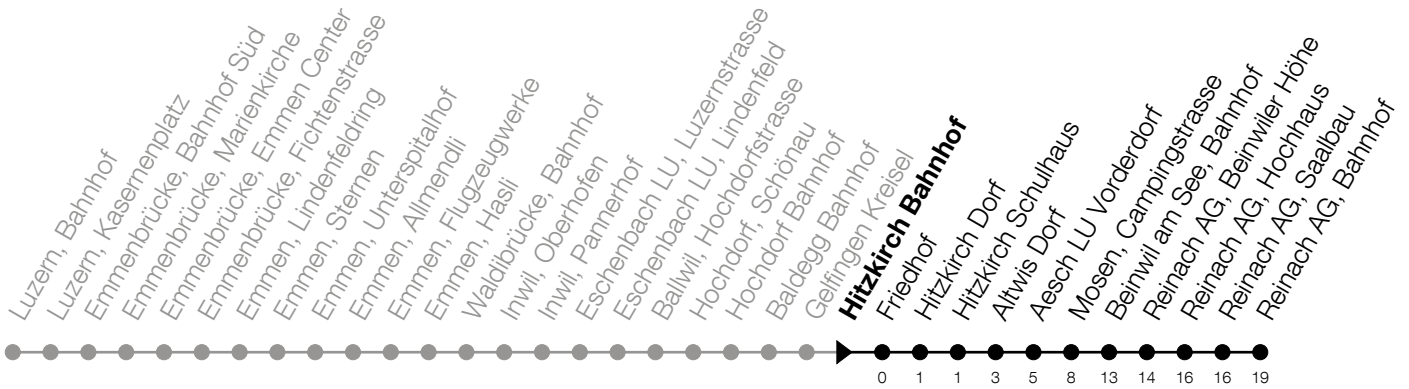 Luzern, Bahnhof
Luzern, Kasernenplatz
Emmenbrücke, Bahnhof Süd
Emmenbrücke, Marienkirche
Emmenbrücke, Emmen Center
Emmenbrücke, Fichtenstrasse
Emmen, Lindenfeldring
Emmen, Sternen
Emmen, Unterspitalhof
Emmen, Allmendli
Emmen, Flugzeugwerke
Emmen, Hasli
Waldibrücke, Bahnhof
Inwil, Oberhofen
Inwil, Pannerhof
Eschenbach LU, Luzernstrasse
Eschenbach LU, Lindenfeld
Ballwil, Hochdorfstrasse
Hochdorf, Schönau
Hochdorf Bahnhof
Baldegg Bahnhof
Gelfingen Kreisel
Hitzkirch Bahnhof
Friedhof
Hitzkirch Dorf
Hitzkirch Schulhaus
Altwis Dorf
Aesch LU Vorderdorf
Mosen, Campingstrasse
Beinwil am See, Bahnhof
Reinach AG, Beinwiler Höhe
Reinach AG, Hochhaus
Reinach AG, Saalbau
Reinach AG, Bahnhof
0 1 1 3 5 8 13 14 16 16 19